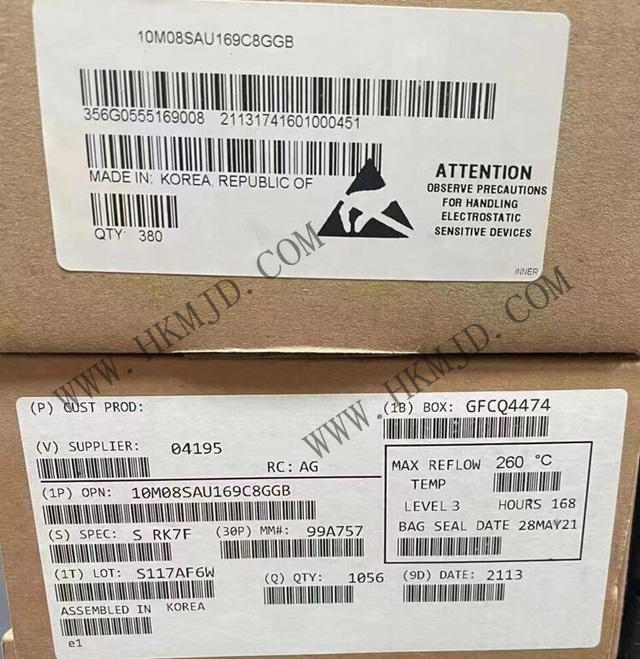 10M08SAU169C8GGB
356G0555169008 21131741601000451
MADE IN: KOREA, REPUBLIC OF
QTY: 380
ATTENTION
OBSERVE PRECAUTIONS
FOR HANDLING
ELECTROSTATIC
SENSITIVE DEVICES
INNER
WWW.HKMJD.COM
WWW.HKMJD.COM
(P) CUST PROD:
(1B) BOX: GFCQ4474
(V) SUPPLIER: 04195
RC: AG
(1P) OPN: 10M08SAU169C8GGB
(S) SPEC: S RK7F (30P) MM#: 99A757
MAX REFLOW 260 °C
TEMP
LEVEL 3 HOURS 168
BAG SEAL DATE 28MAY21
(1T) LOT: S117AF6W (Q) QTY: 1056 (9D) DATE: 2113
ASSEMBLED IN KOREA
e1